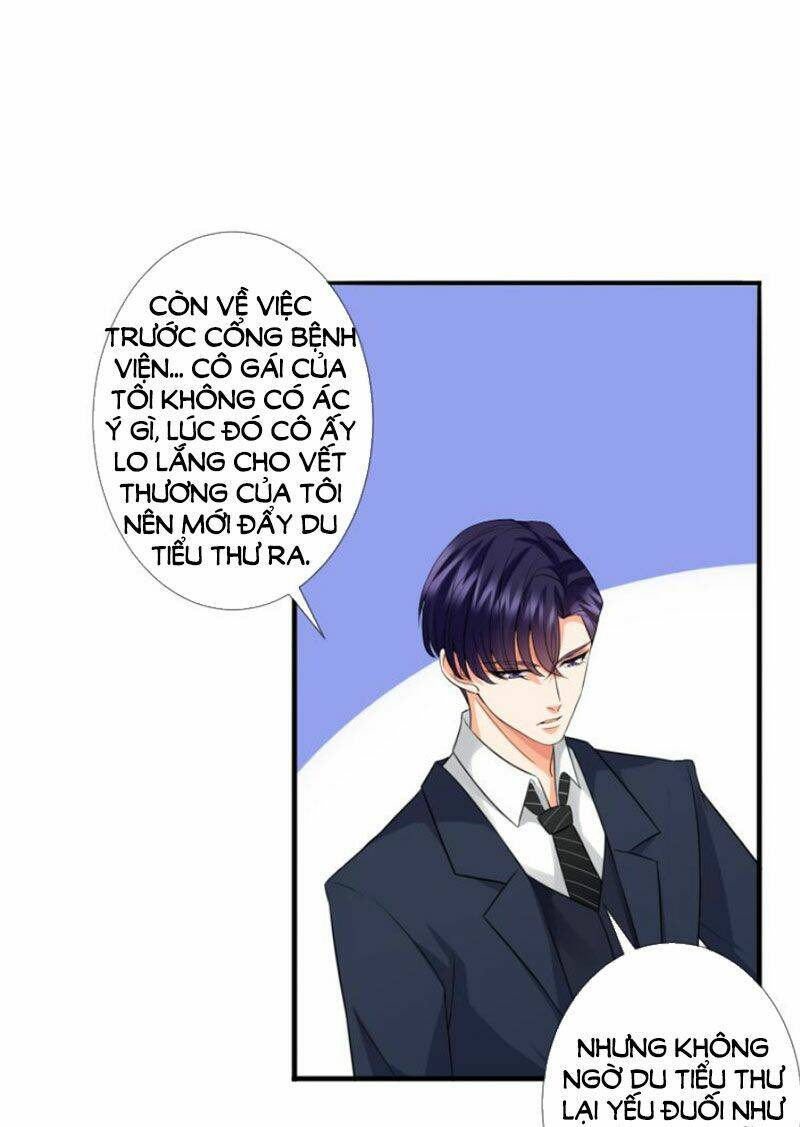 CÒN VỀ VIỆC
TRƯỚC CỔNG BỆNH
VIỆN... CÔ GÁI CỦA
TÔI KHÔNG CÓ ÁC
Ý GÌ, LÚC ĐÓ CÔ ẤY
LO LẮNG CHO VẾT
THƯƠNG CỦA TÔI
NÊN MỚI ĐẨY DU
TIỂU THƯ RA.
NHƯNG KHÔNG
NGỜ DU TIỂU THƯ
LẠI YẾU ĐUỐI NHƯ